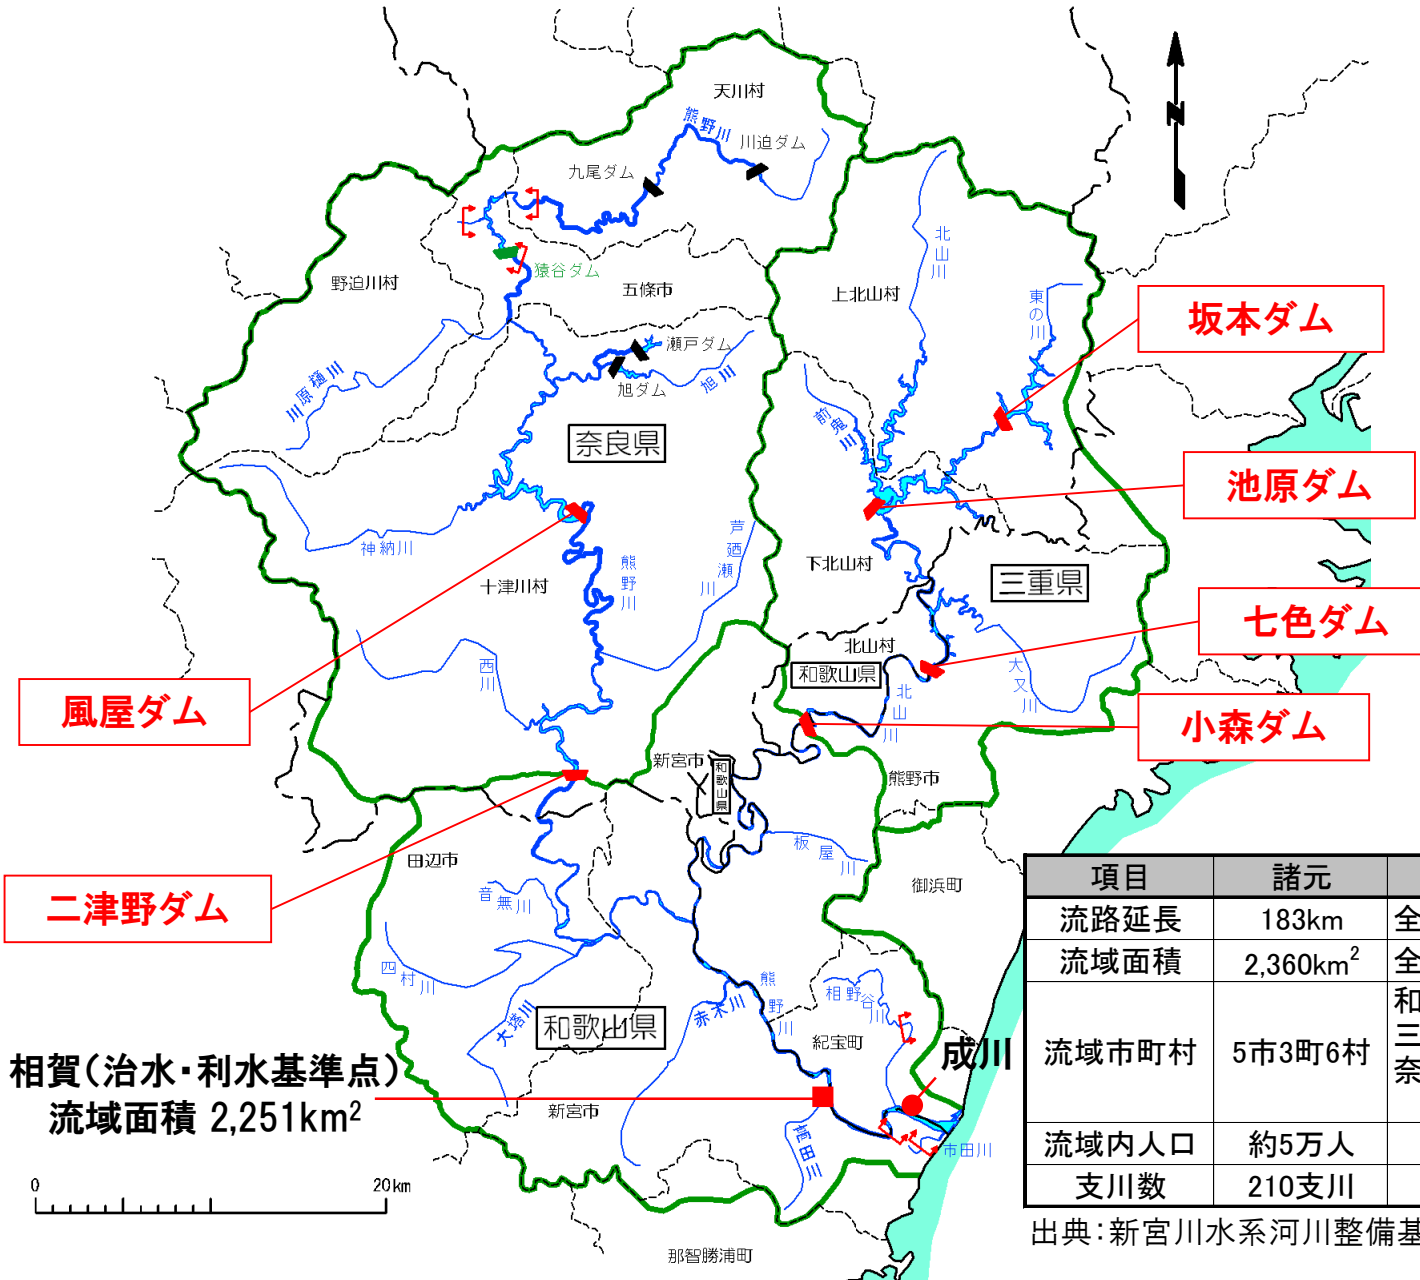 天川村
熊野川
川迫ダム
九尾ダム
N
猿谷ダム
野迫川村
五條市
北山川
上北山村
東の川
坂本ダム
瀬戸ダム
旭ダム
旭川
川原樋川
前鬼川
奈良県
池原ダム
神納川
十津川村
熊野川
芦廼瀬川
下北山村
三重県
七色ダム
北山村
和歌山県
大又川
北山川
西川
風屋ダム
小森ダム
新宮市
和歌山県
熊野市
二津野ダム
田辺市
音無川
板屋川
御浜町
四村川
大塔川
和歌山県
赤木川
熊野川
相野谷川
紀宝町
成川
相賀(治水・利水基準点)
流域面積 2,251km²
新宮市
高田川
市田川
0 20km
那智勝浦町
項目 諸元
流路延長 183km 全
流域面積 2,360km² 全
和
流域市町村 5市3町6村 三
奈
流域内人口 約5万人
支川数 210支川
出典:新宮川水系河川整備基